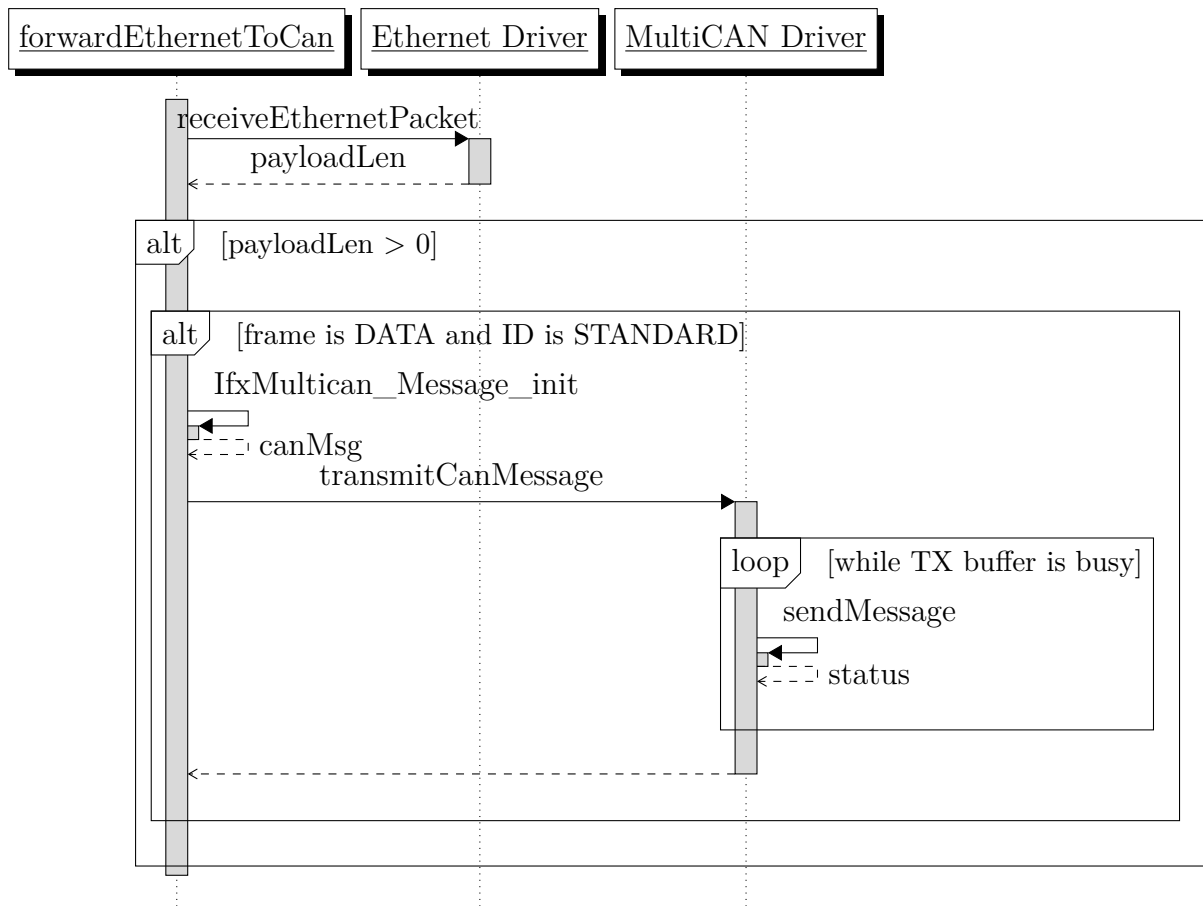 forwardEthernetToCan
Ethernet Driver
MultiCAN Driver
receiveEthernetPacket
payloadLen
alt [payloadLen > 0]
alt [frame is DATA and ID is STANDARD]
IfxMultican_Message_init
canMsg
transmitCanMessage
loop [while TX buffer is busy]
sendMessage
status